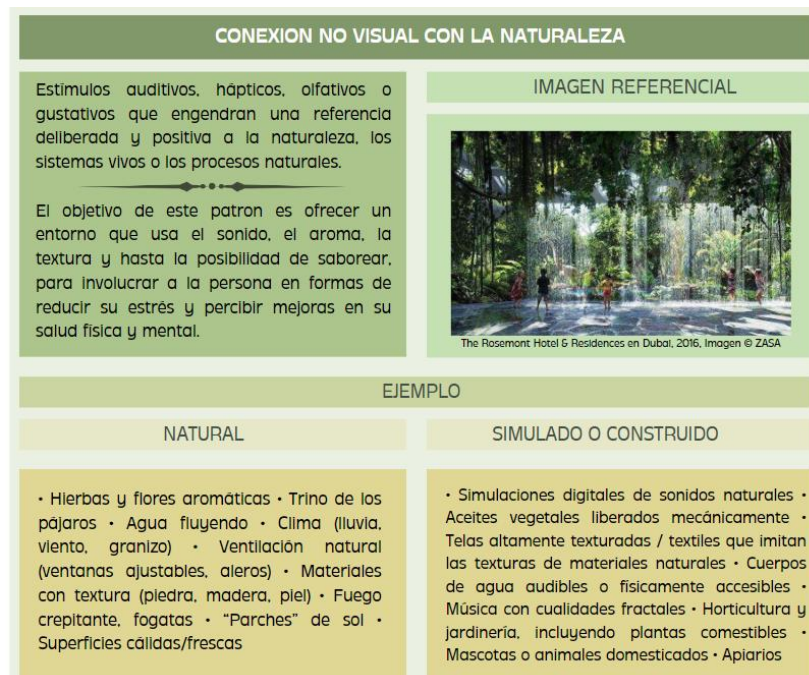 CONEXION NO VISUAL CON LA NATURALEZA
Estímulos auditivos, hápticos, olfativos o
gustativos que engendran una referencia
deliberada y positiva a la naturaleza, los
sistemas vivos o los procesos naturales.
El objetivo de este patron es ofrecer un
entorno que usa el sonido, el aroma, la
textura y hasta la posibilidad de saborear,
para involucrar a la persona en formas de
reducir su estrés y percibir mejoras en su
salud física y mental.
IMAGEN REFERENCIAL
The Rosemont Hotel & Residences en Dubai, 2016, Imagen © ZASA
EJEMPLO
NATURAL
• Hierbas y flores aromáticas • Trino de los
pájaros • Agua fluyendo • Clima (lluvia,
viento, granizo) • Ventilación natural
(ventanas ajustables, aleros) • Materiales
con textura (piedra, madera, piel) • Fuego
crepitante, fogatas • “Parches” de sol •
Superficies cálidas/frescas
SIMULADO O CONSTRUIDO
• Simulaciones digitales de sonidos naturales •
Aceites vegetales liberados mecánicamente •
Telas altamente texturadas / textiles que imitan
las texturas de materiales naturales • Cuerpos
de agua audibles o físicamente accesibles •
Música con cualidades fractales • Horticultura y
jardinería, incluyendo plantas comestibles •
Mascotas o animales domesticados • Apiarios